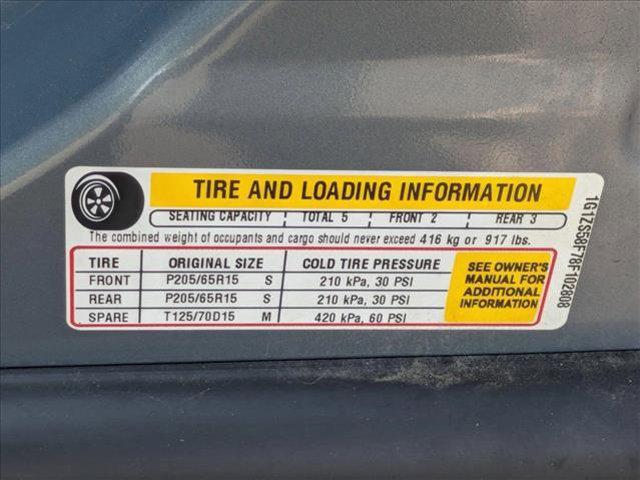 TIRE AND LOADING INFORMATION
SEATING CAPACITY TOTAL 5 FRONT 2 REAR 3
The combined weight of occupants and cargo should never exceed 416 kg or 917 lbs.
TIRE ORIGINAL SIZE COLD TIRE PRESSURE
FRONT P205/65R15 S 210 kPa, 30 PSI
REAR P205/65R15 S 210 kPa, 30 PSI
SPARE T125/70D15 M 420 kPa, 60 PSI
SEE OWNER'S
MANUAL FOR
ADDITIONAL
INFORMATION
1G1ZS58F78F102808